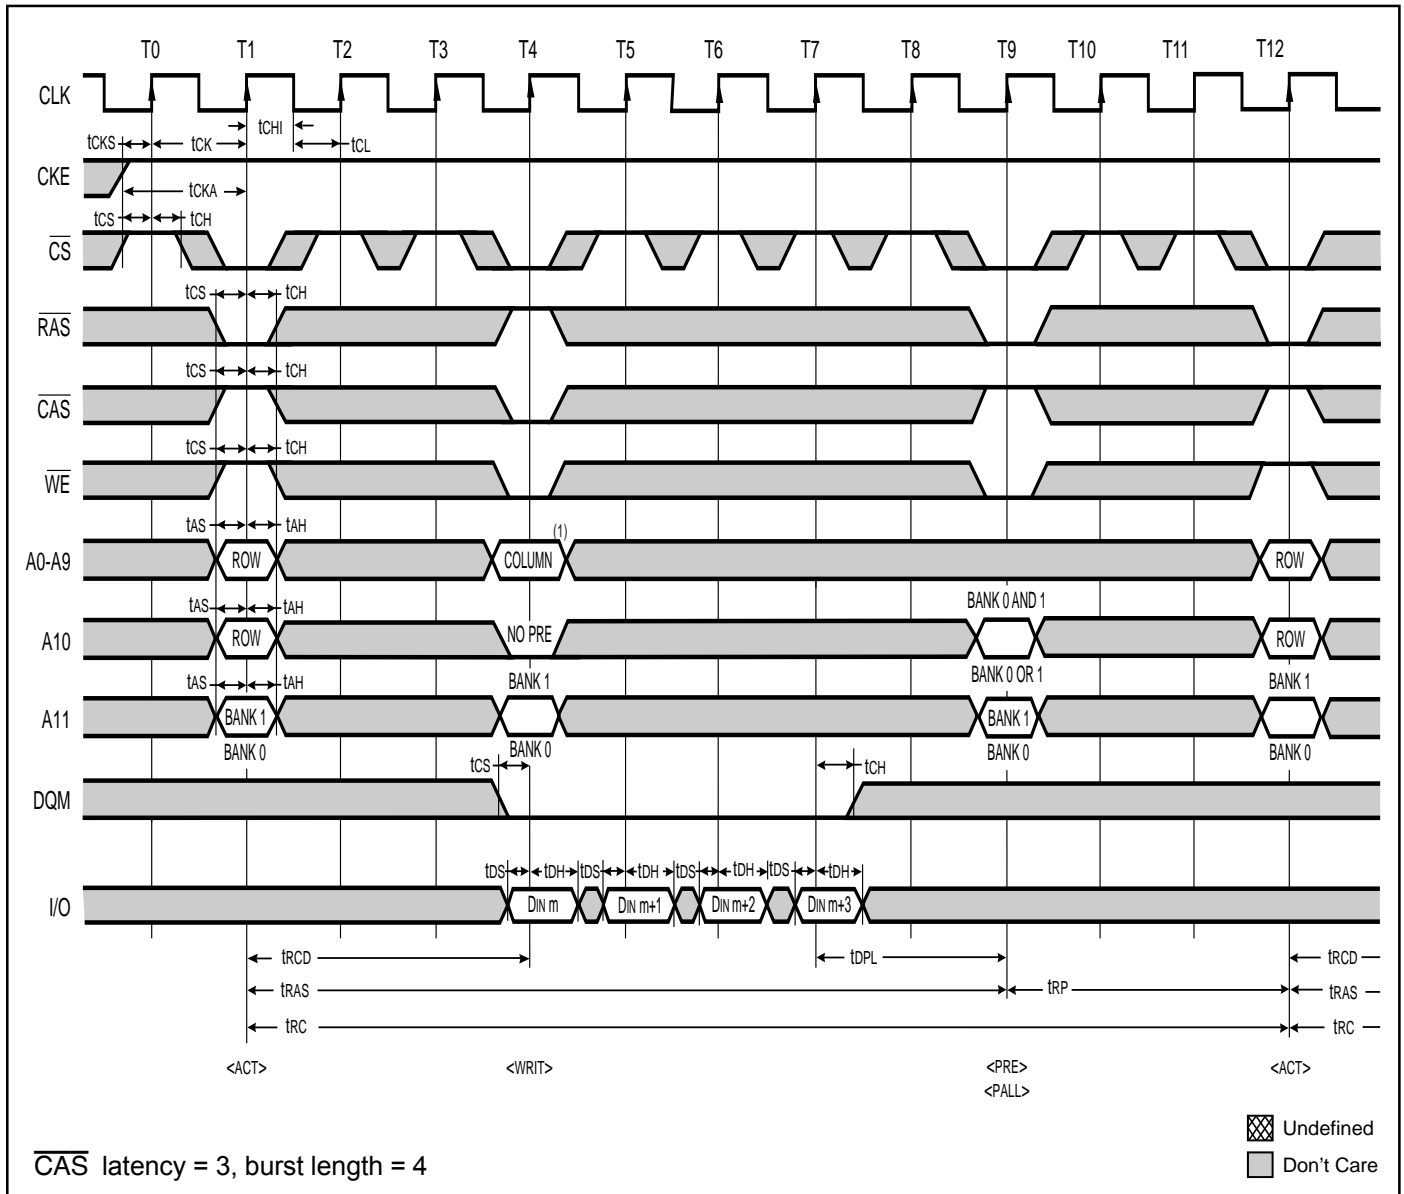 T0 T1 T2 T3 T4 T5 T6 T7 T8 T9 T10 T11 T12
CLK
tCHI
tCKS tCK tCL
CKE
tCKA
tCS tCH
CS
tCS tCH
RAS
tCS tCH
CAS
tCS tCH
WE
tAS tAH (1)
A0-A9 ROW COLUMN ROW
tAS tAH BANK 0 AND 1
A10 ROW NO PRE ROW
tAS tAH BANK 1 BANK 0 OR 1 BANK 1
A11 BANK 1 BANK 1
BANK 0 BANK 0 BANK 0 BANK 0
tCS tCH
DQM
tDS tDH tDS tDH tDS tDH tDS tDH
I/O DIN m DIN m+1 DIN m+2 DIN m+3
tRCD tDPL tRCD
tRAS tRP tRAS
tRC tRC
<ACT> <WRIT> <PRE> <ACT>
<PALL>
Undefined
CAS latency = 3, burst length = 4 Don't Care